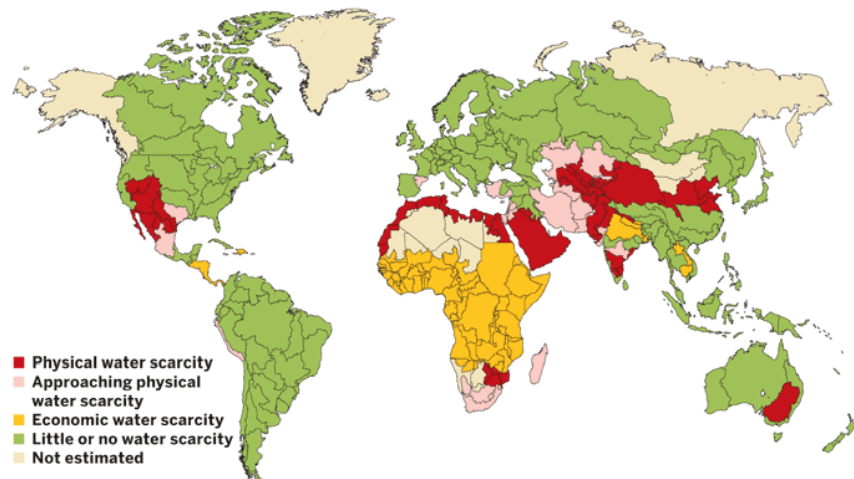 Physical water scarcity
Approaching physical
water scarcity
Economic water scarcity
Little or no water scarcity
Not estimated